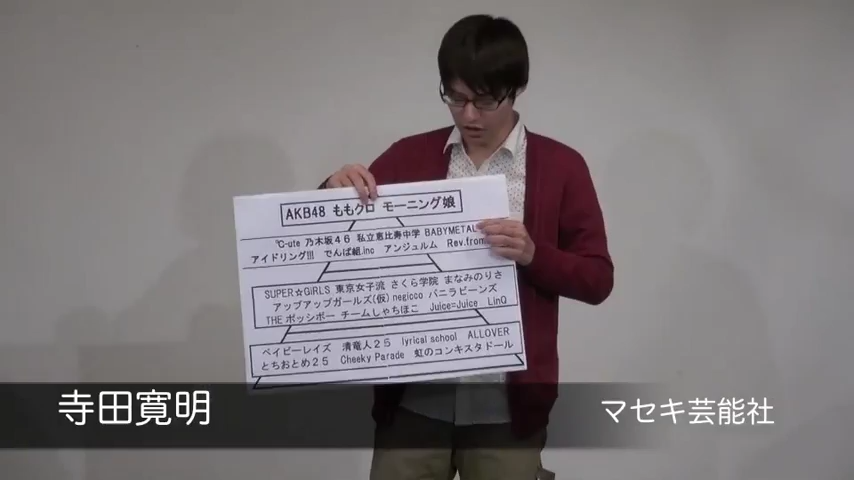 AKB48 ももクロ モーニング娘
℃-ute 乃木坂４６ 私立恵比寿中学 BABYMETAL
アイドリング!!! でんぱ組.inc アンジュルム Rev.from
SUPER☆GiRLS 東京女子流 さくら学院 まなみのりさ
アップアップガールズ(仮) negicco バニラビーンズ
THE ポッシボー チームしゃちほこ Juice=Juice LinQ
ベイビーレイズ 清竜人２５ lyrical school ALLOVER
とちおとめ２５ Cheeky Parade 虹のコンキスタドール
寺田寛明
マセキ芸能社